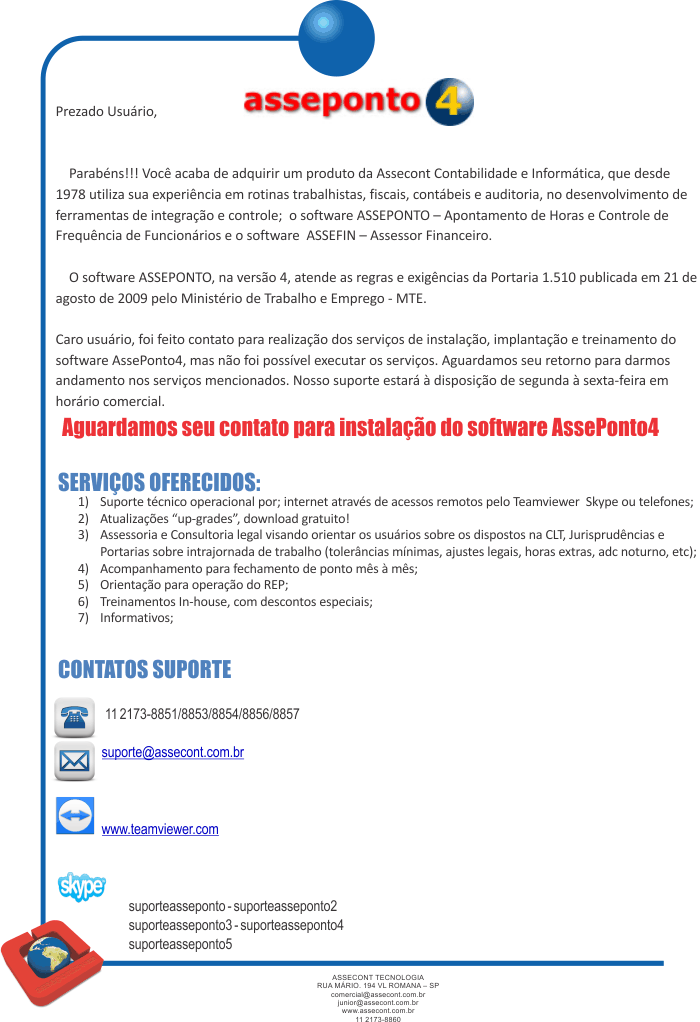 asseponto 4
Prezado Usuário,
Parabéns!!! Você acaba de adquirir um produto da Assecont Contabilidade e Informática, que desde
1978 utiliza sua experiência em rotinas trabalhistas, fiscais, contábeis e auditoria, no desenvolvimento de
ferramentas de integração e controle;  o software ASSEPONTO – Apontamento de Horas e Controle de
Frequência de Funcionários e o software  ASSEFIN – Assessor Financeiro.
O software ASSEPONTO, na versão 4, atende as regras e exigências da Portaria 1.510 publicada em 21 de
agosto de 2009 pelo Ministério de Trabalho e Emprego - MTE.
Caro usuário, foi feito contato para realização dos serviços de instalação, implantação e treinamento do
software AssePonto4, mas não foi possível executar os serviços. Aguardamos seu retorno para darmos
andamento nos serviços mencionados. Nosso suporte estará à disposição de segunda à sexta-feira em
horário comercial.
Aguardamos seu contato para instalação do software AssePonto4
SERVIÇOS OFERECIDOS:
1) Suporte técnico operacional por; internet através de acessos remotos pelo Teamviewer  Skype ou telefones;
2) Atualizações “up-grades”, download gratuito!
3) Assessoria e Consultoria legal visando orientar os usuários sobre os dispostos na CLT, Jurisprudências e
Portarias sobre intrajornada de trabalho (tolerâncias mínimas, ajustes legais, horas extras, adc noturno, etc);
4) Acompanhamento para fechamento de ponto mês à mês;
5) Orientação para operação do REP;
6) Treinamentos In-house, com descontos especiais;
7) Informativos;
CONTATOS SUPORTE
11 2173-8851/8853/8854/8856/8857
suporte@assecont.com.br
www.teamviewer.com
skype
suporteasseponto - suporteasseponto2
suporteasseponto3 - suporteasseponto4
suporteasseponto5
ASSECONT TECNOLOGIA
RUA MÁRIO. 194 VL ROMANA – SP
comercial@assecont.com.br
junior@assecont.com.br
www.assecont.com.br
11 2173-8860